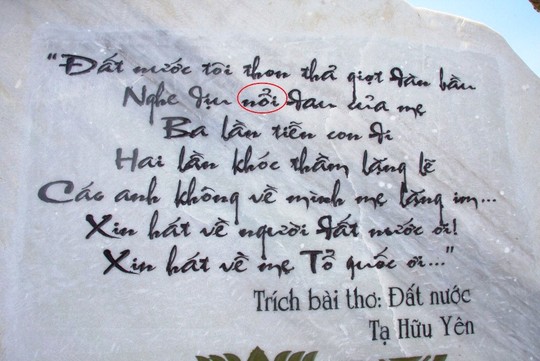 “Đất nước tôi thon thả giọt đàn bầu
Nghe dịu nổi đau của mẹ
Ba lần tiễn con đi
Hai lần khóc thầm lặng lẽ
Các anh không về mình mẹ lặng im...
Xin hát về người đất nước ơi!
Xin hát về mẹ Tổ quốc ơi...”
Trích bài thơ: Đất nước
Tạ Hữu Yên